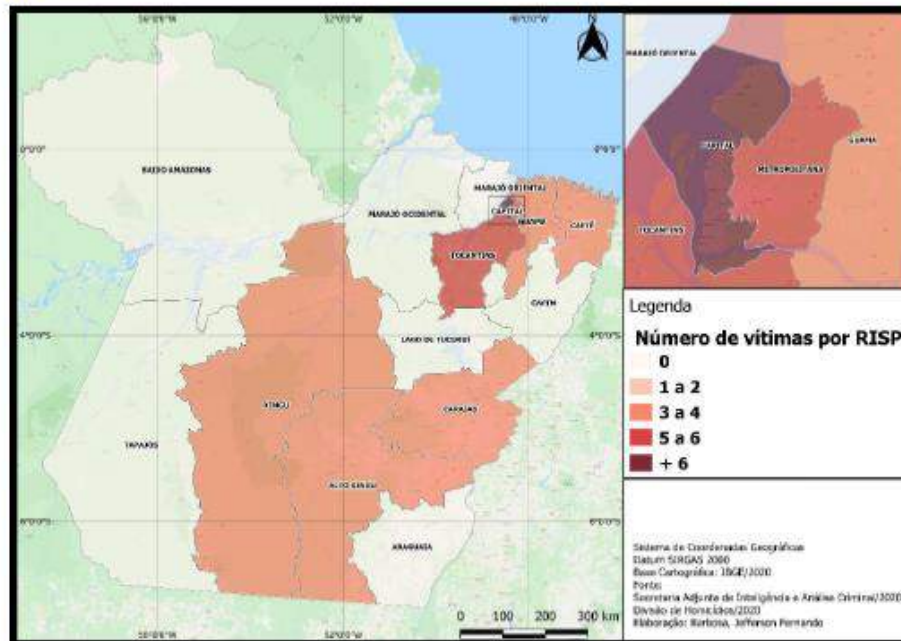 56°0'0"S
52°0'0"W
48°0'0"W
N
0°0'0"S
0°0'0"S
BAIXO AMAZONAS
MARAJÓ ORIENTAL
MARAJÓ OCCIDENTAL
CAPITAL
GUAMÁ
CAETÉ
TOCANTINS
CAPIM
4°0'0"S
4°0'0"S
LAGO DE TUCURUÍ
XINGU
CARAJÁS
TAPAJÓS
ALTO XINGU
ARAGUAIA
52°0'0"W
48°0'0"W
0 100 200 300 km
MARAJÓ ORIENTAL
CAPITAL
GUAMA
METROPOLITANA
TOCANTINS
Legenda
Número de vítimas por RISP
0
1 a 2
3 a 4
5 a 6
+ 6
Sistema de Coordenadas Geográficas
Datum SIRGAS 2000
Base Cartográfica: IBGE/2020
Fonte:
Secretaria Adjunta de Inteligência e Análise Criminal/2020
Divisão de Homicídios/2020
Elaboração: Barbosa, Jefferson Fernando